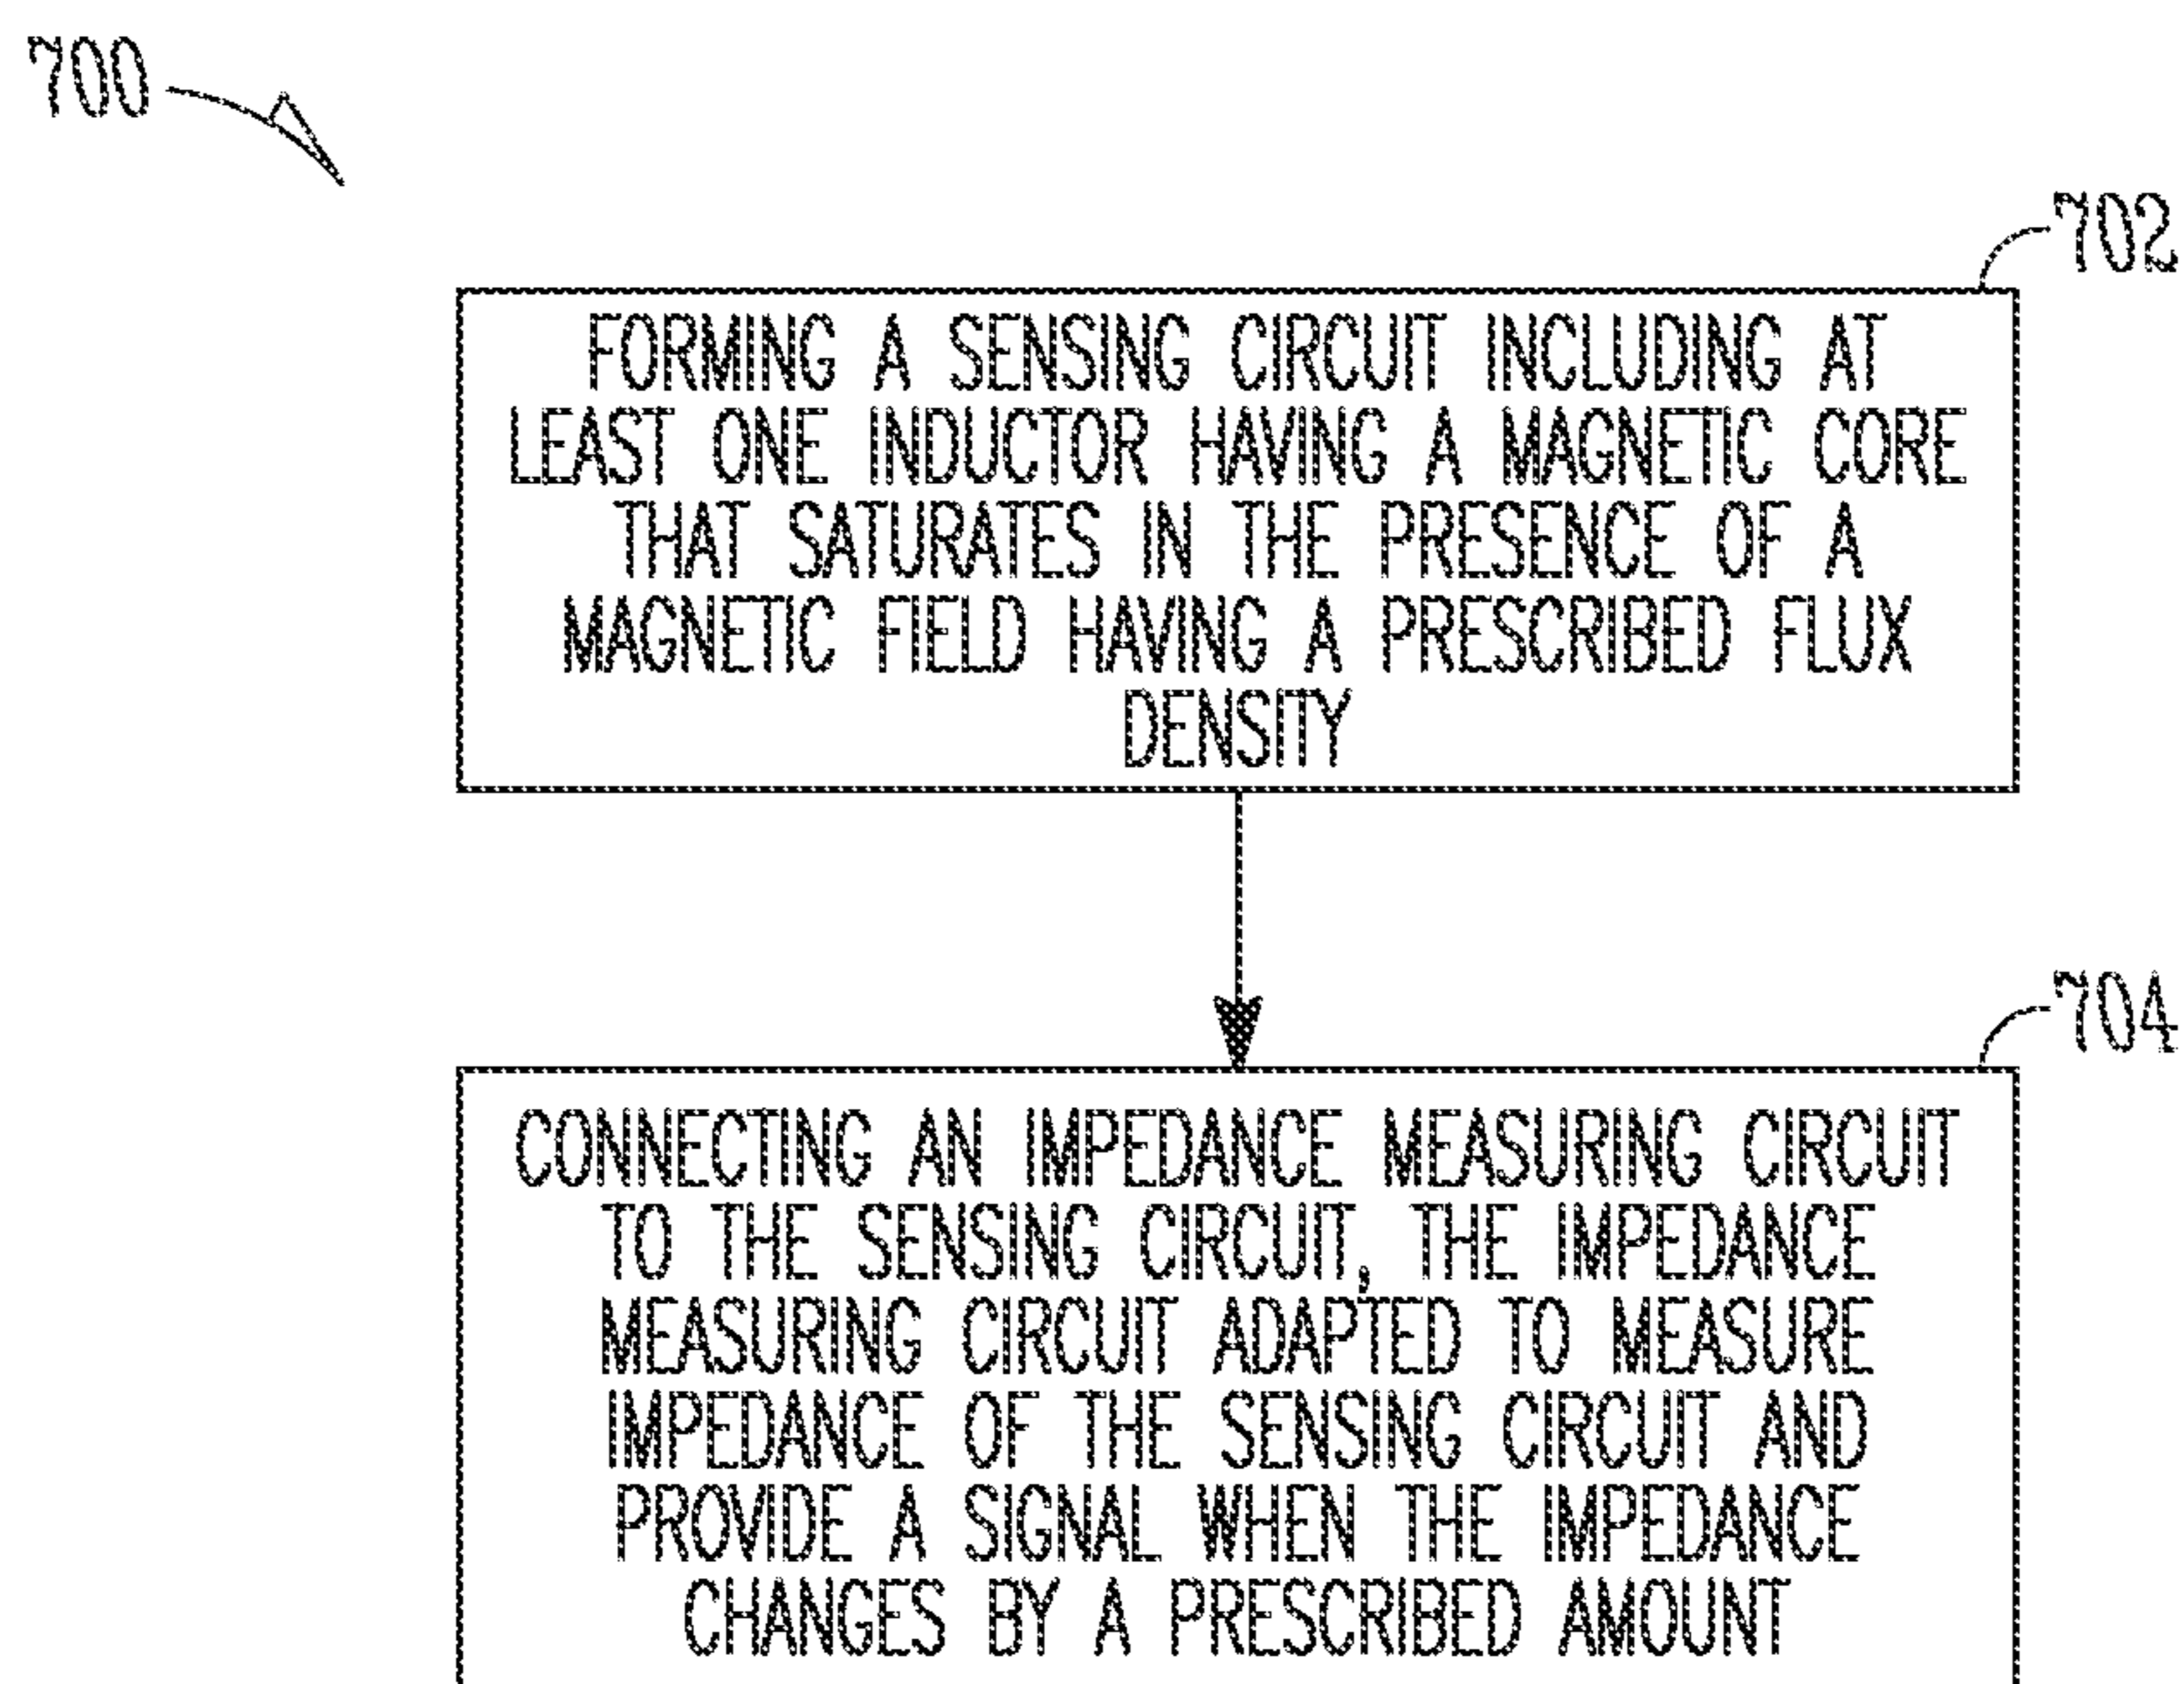 700
702
FORMING A SENSING CIRCUIT INCLUDING AT
LEAST ONE INDUCTOR HAVING A MAGNETIC CORE
THAT SATURATES IN THE PRESENCE OF A
MAGNETIC FIELD HAVING A PRESCRIBED FLUX
DENSITY
704
CONNECTING AN IMPEDANCE MEASURING CIRCUIT
TO THE SENSING CIRCUIT, THE IMPEDANCE
MEASURING CIRCUIT ADAPTED TO MEASURE
IMPEDANCE OF THE SENSING CIRCUIT AND
PROVIDE A SIGNAL WHEN THE IMPEDANCE
CHANGES BY A PRESCRIBED AMOUNT